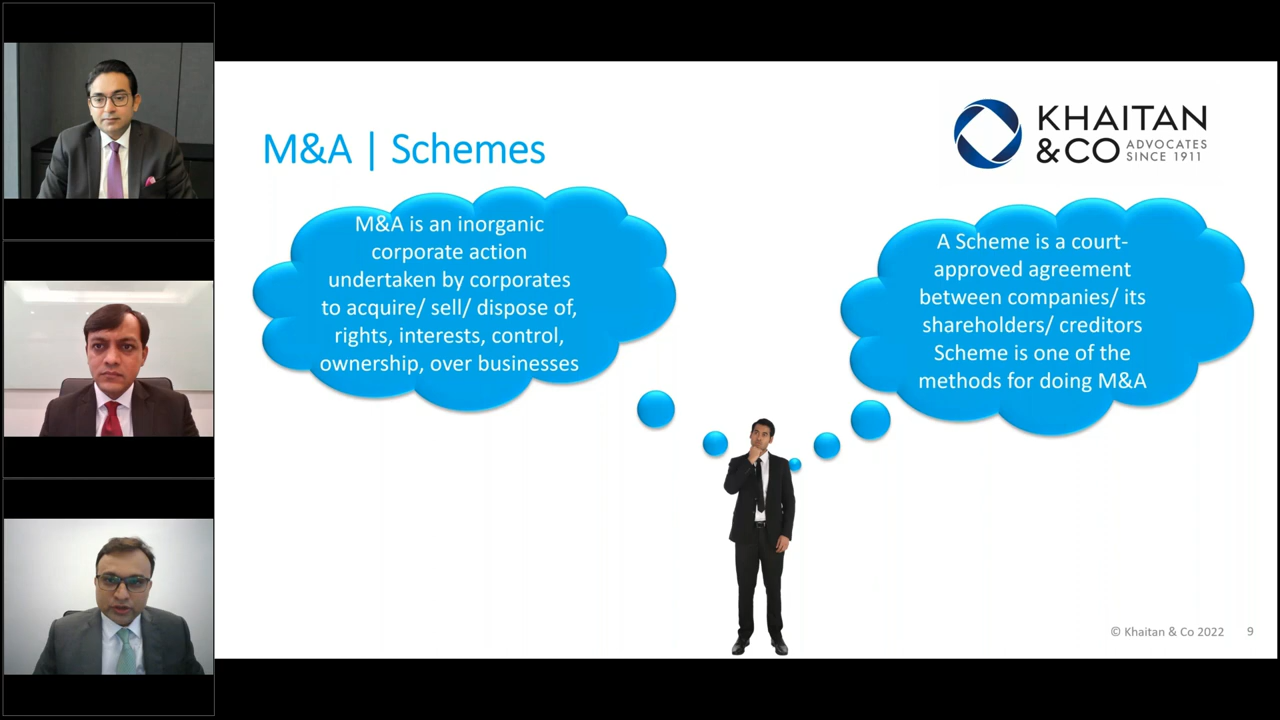 M&A | Schemes
KHAITAN
&CO ADVOCATES
SINCE 1911
M&A is an inorganic
corporate action
undertaken by corporates
to acquire/ sell/ dispose of,
rights, interests, control,
ownership, over businesses
A Scheme is a court-
approved agreement
between companies/ its
shareholders/ creditors
Scheme is one of the
methods for doing M&A
© Khaitan & Co 2022 9